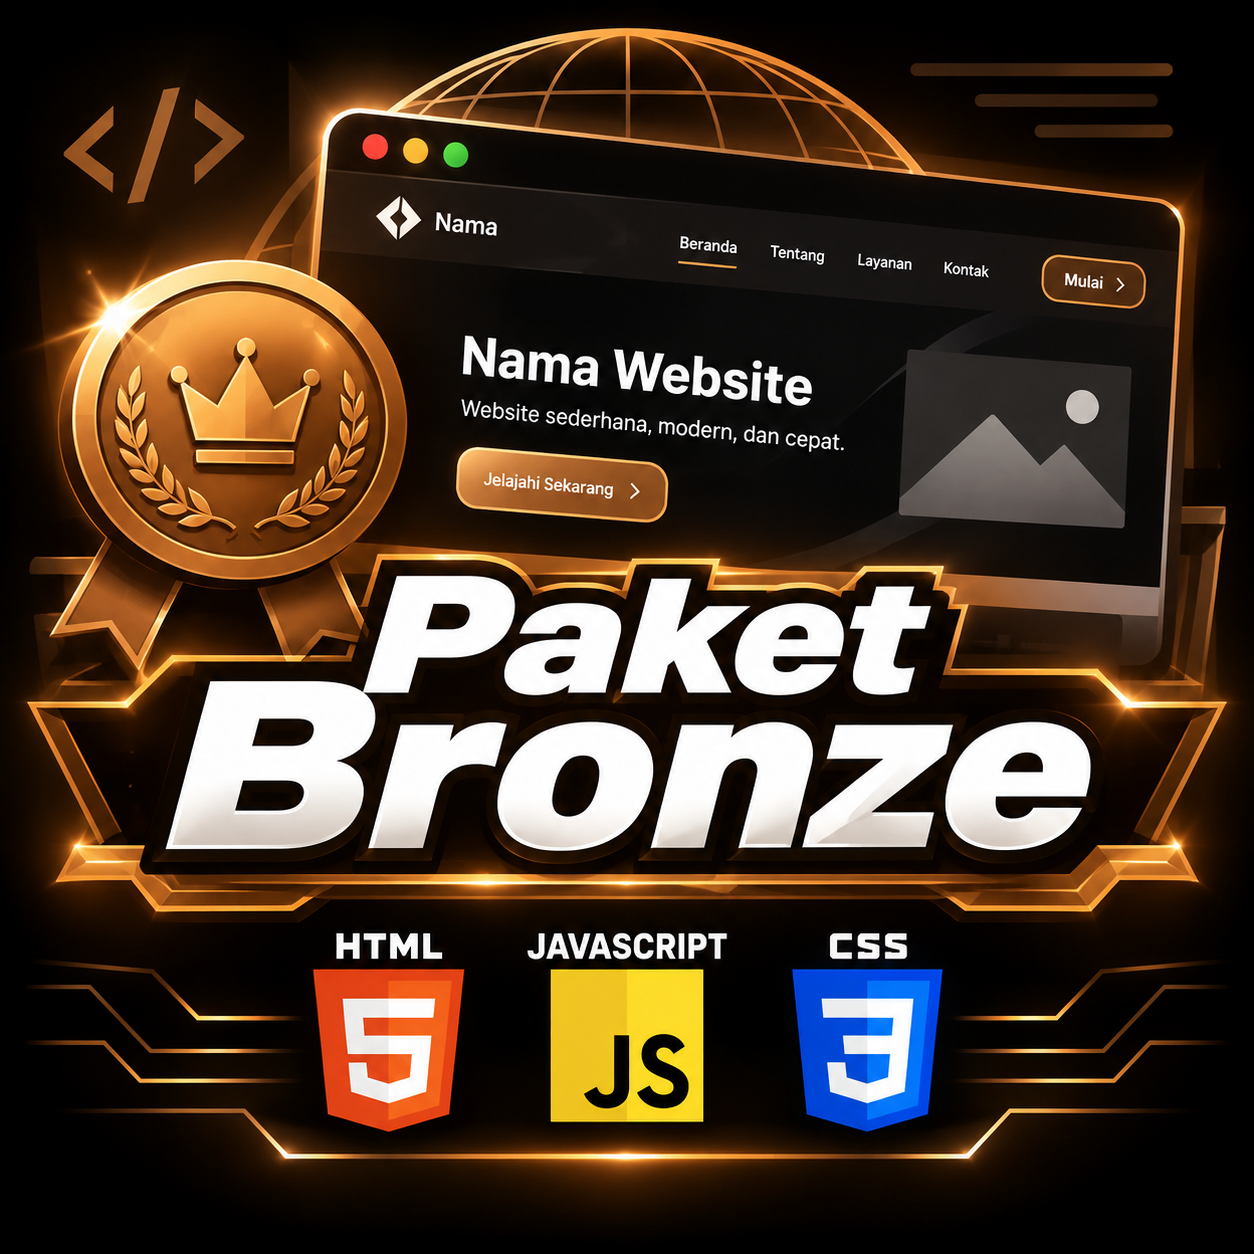 </>
Nama
Beranda Tentang Layanan Kontak Mulai >
Nama Website
Website sederhana, modern, dan cepat.
Jelajahi Sekarang >
Paket
Bronze
HTML JAVASCRIPT CSS
5 JS 3